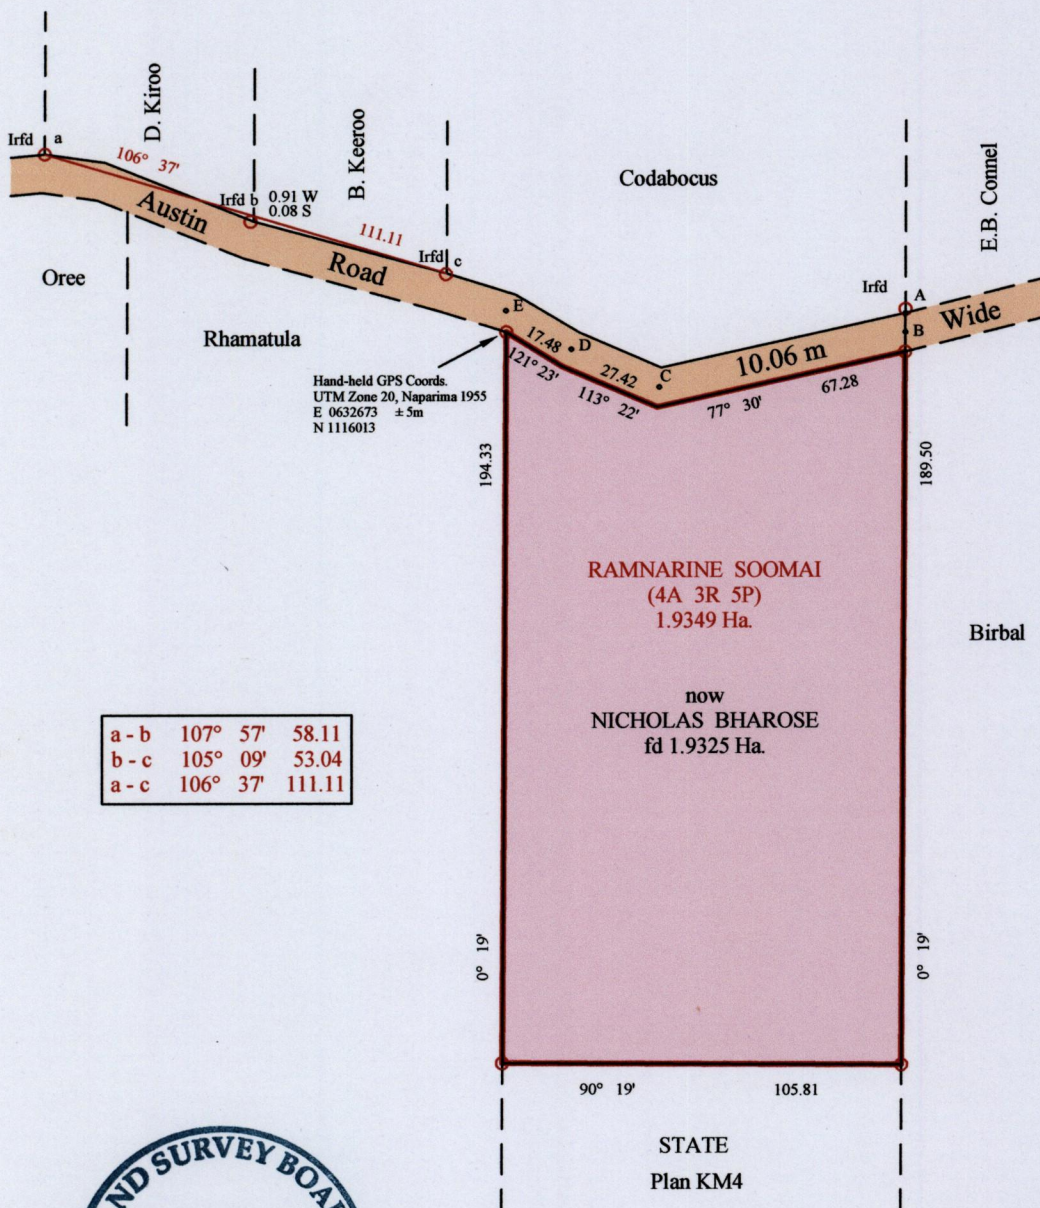 D. Kiroo
B. Keeroo
Codabocus
E.B. Connel
Irfd a
106° 37'
Irfd b 0.91 W
0.08 S
111.11
Irfd c
Austin Road
Oree
Rhamatula
Irfd A
B
Wide
10.06 m
E
D
C
17.48
121° 23'
27.42
113° 22'
77° 30'
67.28
Hand-held GPS Coords.
UTM Zone 20, Naparima 1955
E 0632673 ± 5m
N 1116013
194.33
189.50
RAMNARINE SOOMAI
(4A 3R 5P)
1.9349 Ha.
Birbal
now
NICHOLAS BHAROSE
fd 1.9325 Ha.
a - b 107° 57' 58.11
b - c 105° 09' 53.04
a - c 106° 37' 111.11
0° 19'
0° 19'
90° 19' 105.81
STATE
Plan KM4
ND SURVEY BOA